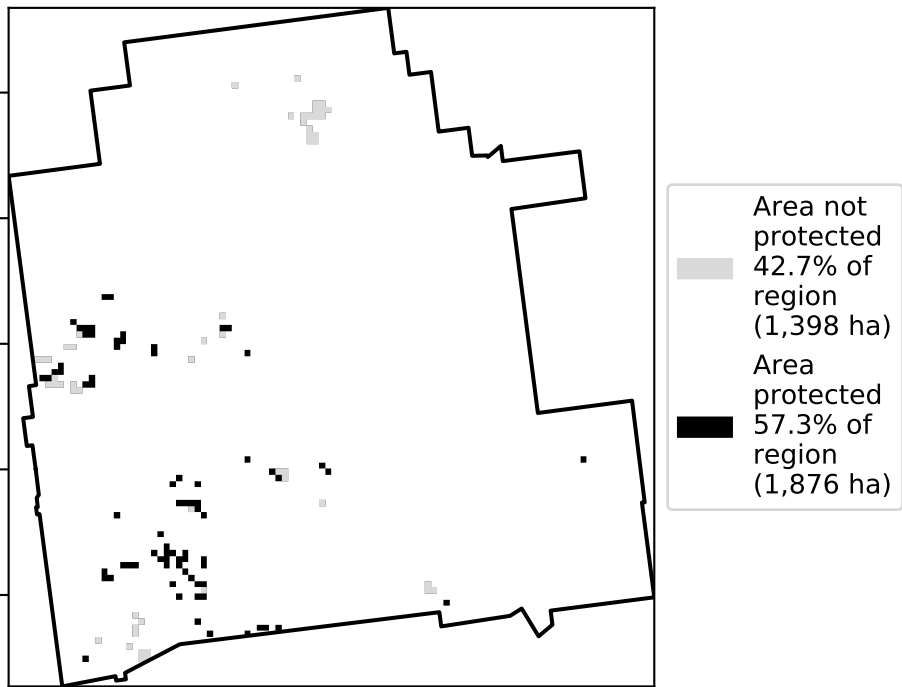 Area not
protected
42.7% of
region
(1,398 ha)
Area
protected
57.3% of
region
(1,876 ha)